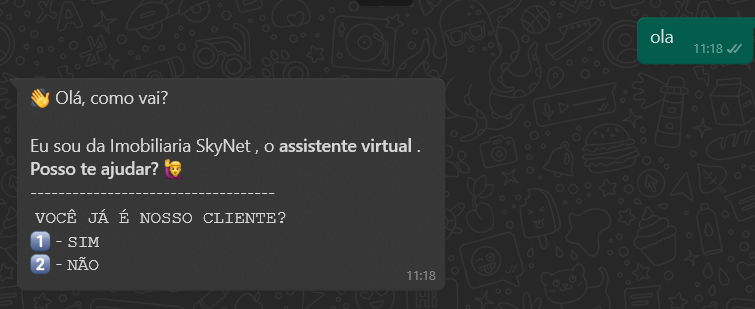 ola
11:18
👋 Olá, como vai?
Eu sou da Imobiliaria SkyNet , o assistente virtual .
Posso te ajudar? 🙋
-----------------------------------
VOCÊ JÁ É NOSSO CLIENTE?
1️⃣ - SIM
2️⃣ - NÃO
11:18